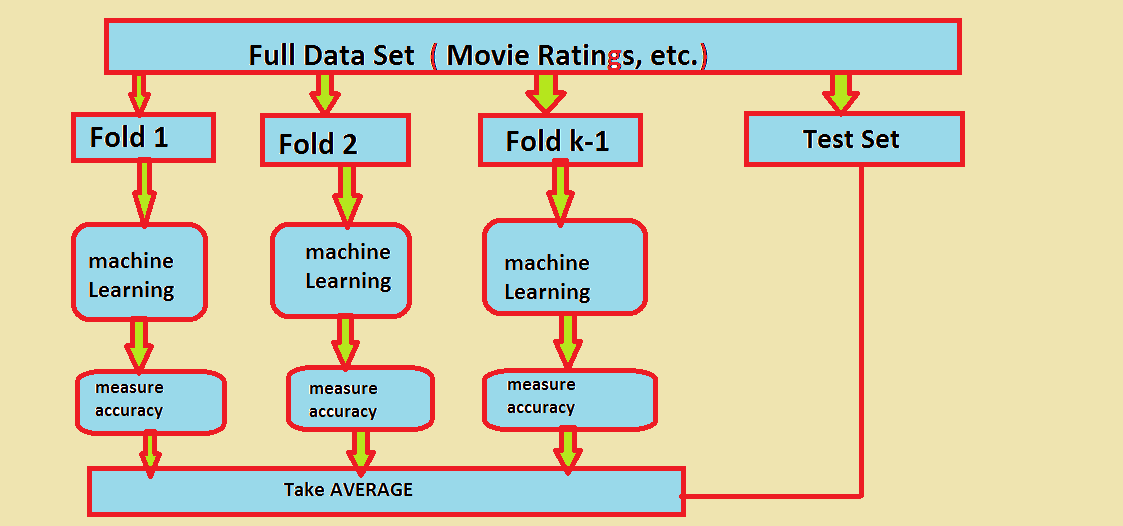 Full Data Set ( Movie Ratings, etc.)
Fold 1
Fold 2
Fold k-1
Test Set
machine
Learning
machine
Learning
machine
Learning
measure
accuracy
measure
accuracy
measure
accuracy
Take AVERAGE